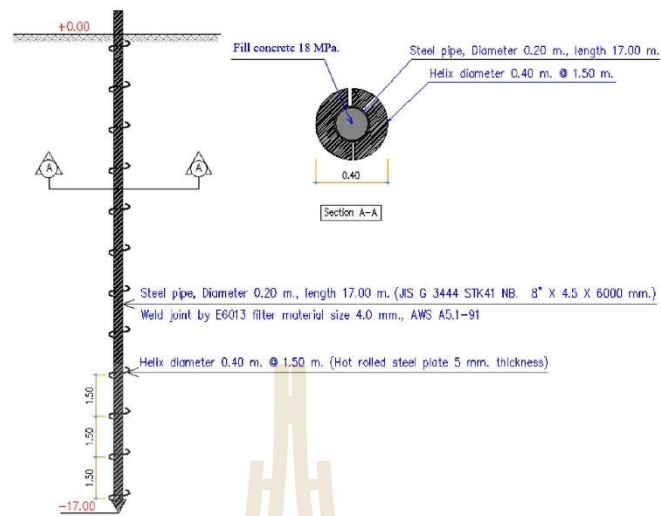 +0.00
Fill concrete 18 MPa.
Steel pipe, Diameter 0.20 m., length 17.00 m.
Helix diameter 0.40 m. @ 1.50 m.
A
A
0.40
Section A-A
Steel pipe, Diameter 0.20 m., length 17.00 m. (JIS G 3444 STK41 NB. 8" X 4.5 X 6000 mm.)
Weld joint by E6013 filter material size 4.0 mm., AWS A5.1-91
Helix diameter 0.40 m. @ 1.50 m. (Hot rolled steel plate 5 mm. thickness)
1.50
1.50
1.50
-17.00